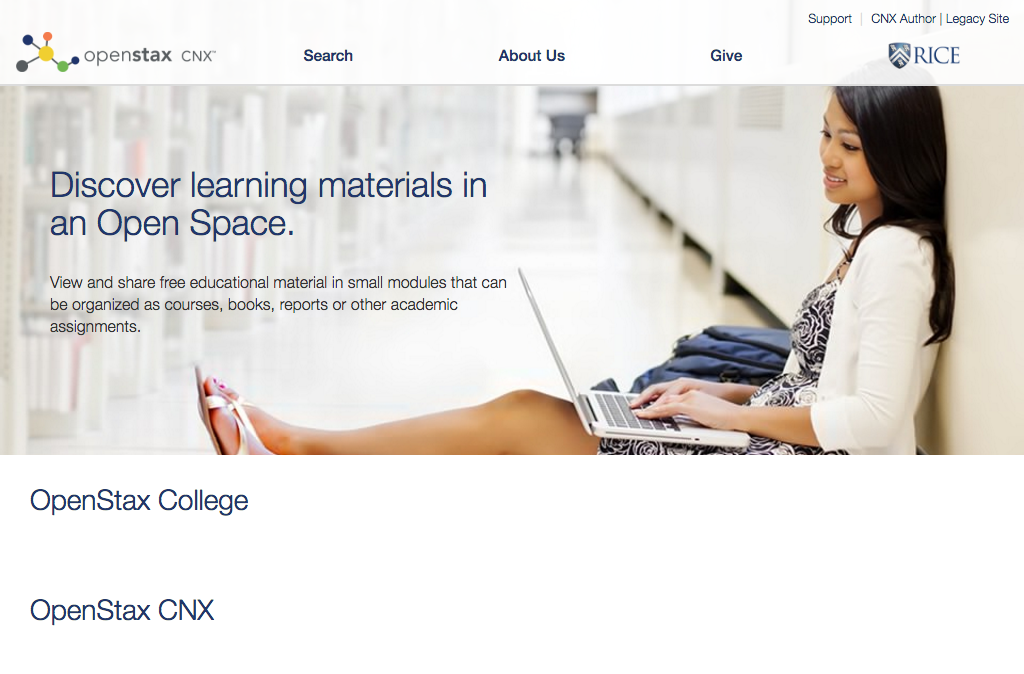 Support | CNX Author | Legacy Site
openstax CNX™
Search
About Us
Give
RICE
Discover learning materials in
an Open Space.
View and share free educational material in small modules that can
be organized as courses, books, reports or other academic
assignments.
OpenStax College
OpenStax CNX